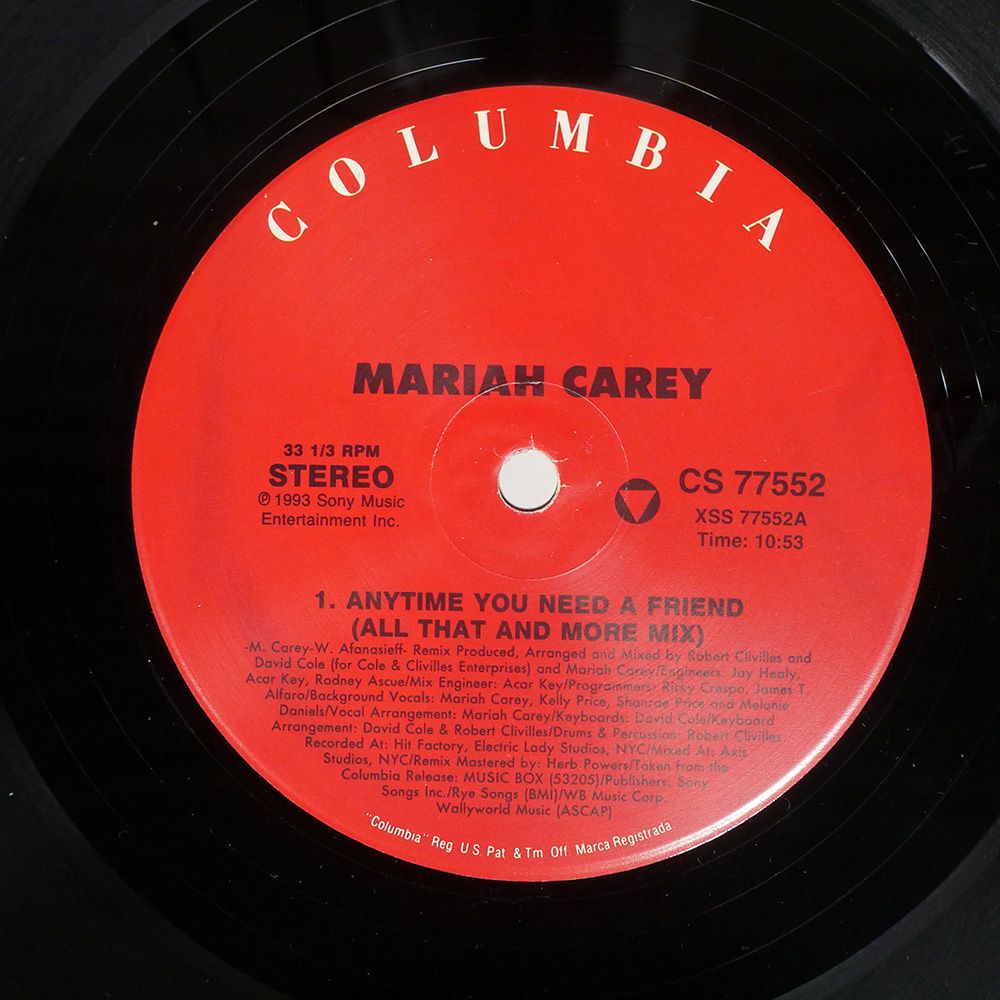 COLUMBIA
MARIAH CAREY
33 1/3 RPM
STEREO
℗ 1993 Sony Music
Entertainment Inc.
CS 77552
XSS 77552A
Time: 10:53
1. ANYTIME YOU NEED A FRIEND
(ALL THAT AND MORE MIX)
-M. Carey-W. Afanasieff- Remix Produced, Arranged and Mixed by Robert Clivilles and
David Cole (for Cole & Clivilles Enterprises) and Mariah Carey/Engineers: Jay Healy,
Acar Key, Rodney Ascue/Mix Engineer: Acar Key/Programmers: Ricky Crespo, James T.
Alfaro/Background Vocals: Mariah Carey, Kelly Price, Shanrae Price and Melonie
Daniels/Vocal Arrangement: Mariah Carey/Keyboards: David Cole/Keyboard
Arrangement: David Cole & Robert Clivilles/Drums & Percussion: Robert Clivilles
Recorded At: Hit Factory, Electric Lady Studios, NYC/Mixed At: Axis
Studios, NYC/Remix Mastered by: Herb Powers/Taken from the
Columbia Release: MUSIC BOX (53205)/Publishers: Sony
Songs Inc./Rye Songs (BMI)/WB Music Corp.
Wallyworld Music (ASCAP)
"Columbia" Reg. U.S. Pat. & Tm. Off. Marca Registrada